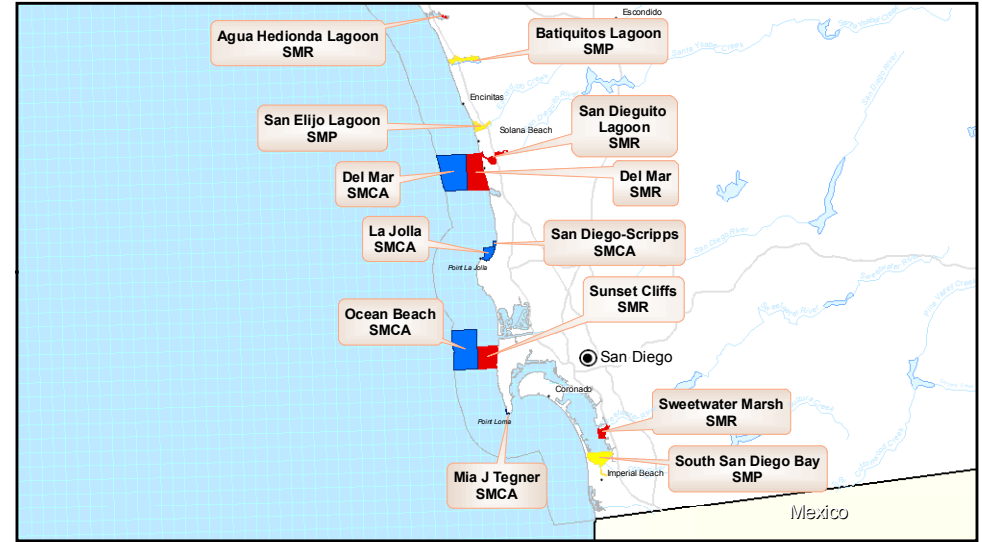 Escondido
Agua Hedionda Lagoon
SMR
Batiquitos Lagoon
SMP
Encinitas
San Elijo Lagoon
SMP
Solana Beach
San Dieguito
Lagoon
SMR
Del Mar
SMCA
Del Mar
SMR
La Jolla
SMCA
San Diego-Scripps
SMCA
San Diego River
Point La Jolla
Sunset Cliffs
SMR
Ocean Beach
SMCA
San Diego
Coronado
Sweetwater Marsh
SMR
Point Loma
South San Diego Bay
SMP
Imperial Beach
Mia J Tegner
SMCA
Mexico